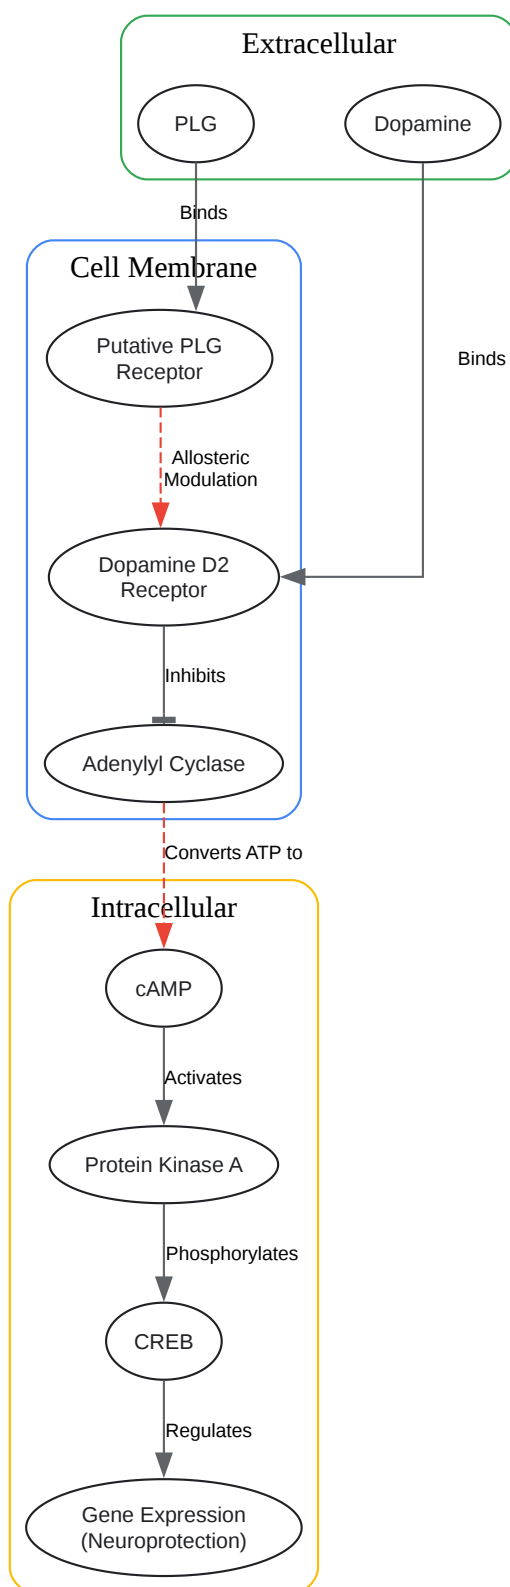 Extracellular
PLG
Dopamine
Binds
Cell Membrane
Putative PLG
Receptor
Binds
Allosteric
Modulation
Dopamine D2
Receptor
Inhibits
Adenylyl Cyclase
Converts ATP to
Intracellular
cAMP
Activates
Protein Kinase A
Phosphorylates
CREB
Regulates
Gene Expression
(Neuroprotection)